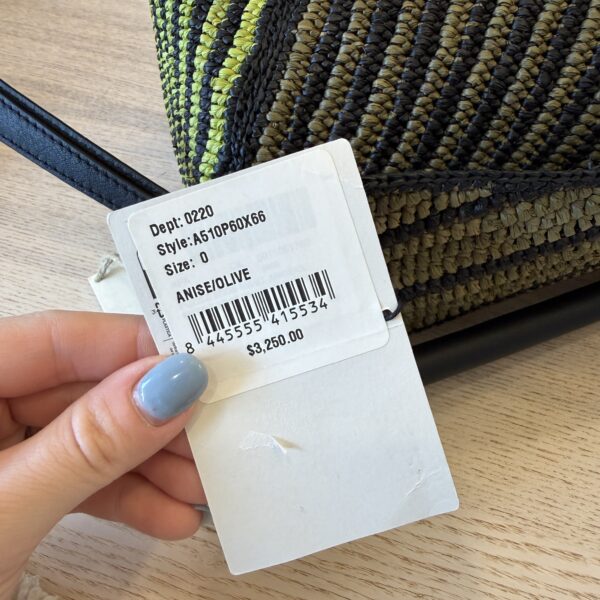 Dept: 0220
Style:A510P60X66
Size: 0
ANISE/OLIVE
8 445555 415534
$3,250.00